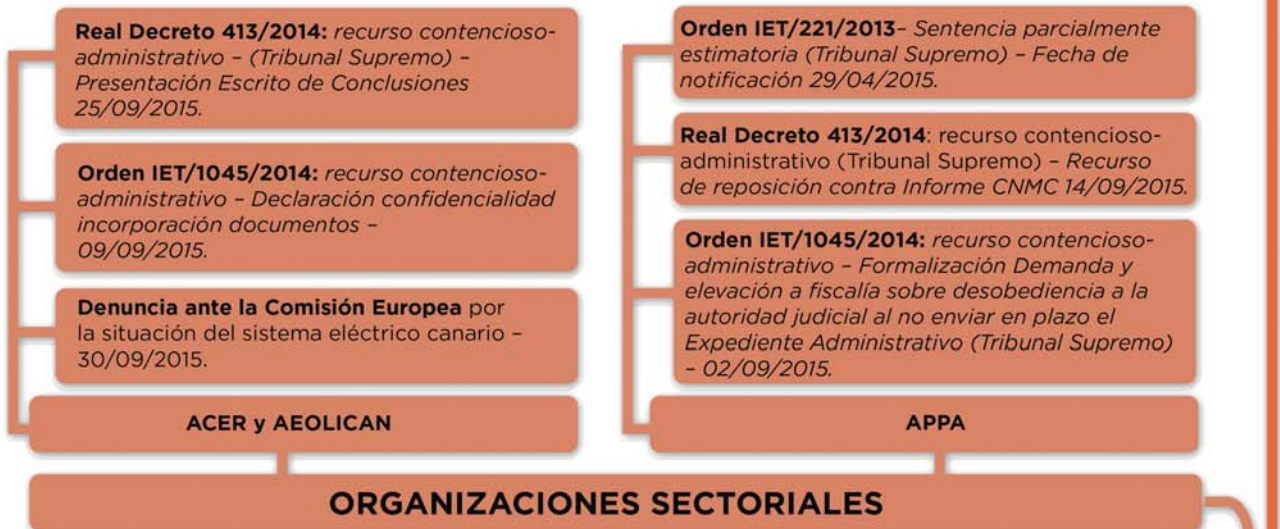 Real Decreto 413/2014: recurso contencioso-
administrativo – (Tribunal Supremo) –
Presentación Escrito de Conclusiones
25/09/2015.
Orden IET/1045/2014: recurso contencioso-
administrativo – Declaración confidencialidad
incorporación documentos –
09/09/2015.
Denuncia ante la Comisión Europea por
la situación del sistema eléctrico canario –
30/09/2015.
ACER y AEOLICAN
Orden IET/221/2013– Sentencia parcialmente
estimatoria (Tribunal Supremo) – Fecha de
notificación 29/04/2015.
Real Decreto 413/2014: recurso contencioso-
administrativo (Tribunal Supremo) – Recurso
de reposición contra Informe CNMC 14/09/2015.
Orden IET/1045/2014: recurso contencioso-
administrativo – Formalización Demanda y
elevación a fiscalía sobre desobediencia a la
autoridad judicial al no enviar en plazo el
Expediente Administrativo (Tribunal Supremo)
– 02/09/2015.
APPA
ORGANIZACIONES SECTORIALES